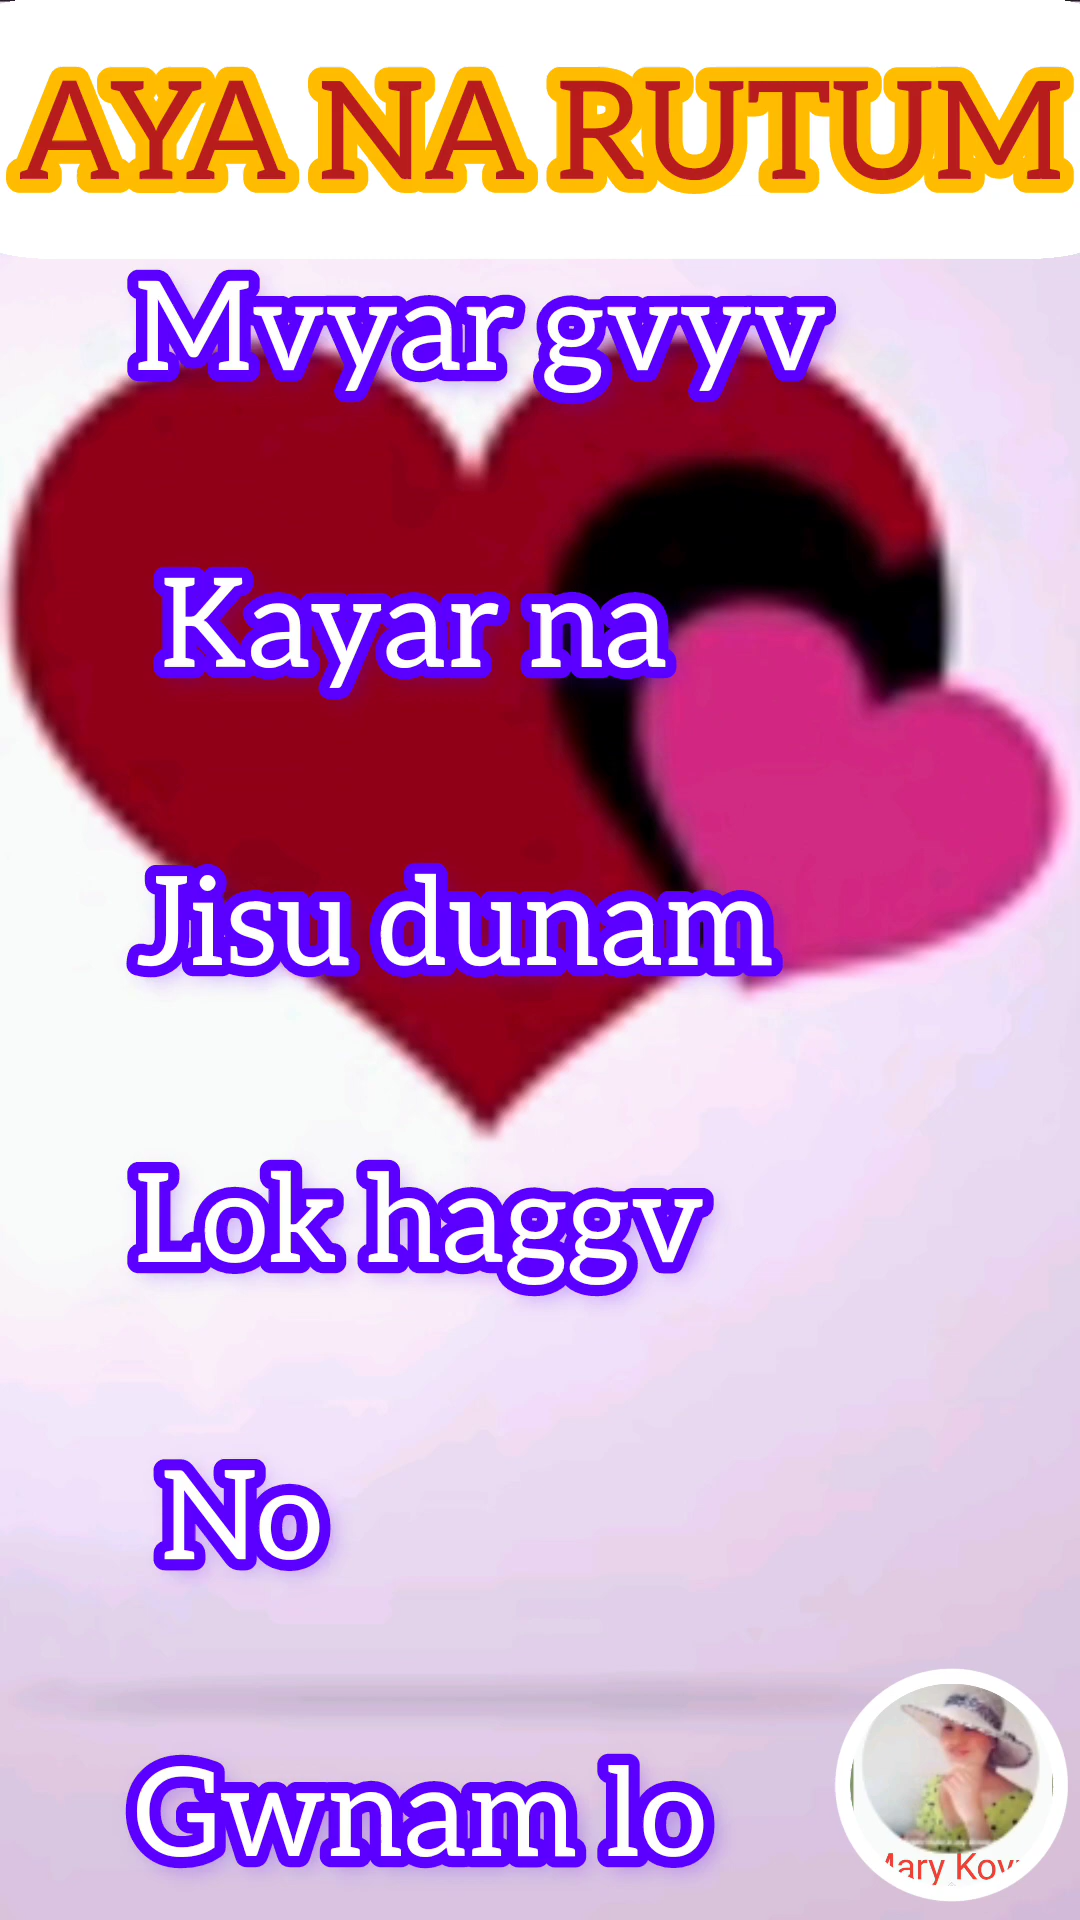 AYA NA RUTUM
Mvyar gvyv
Kayar na
Jisu dunam
Lok haggv
No
Gwnam lo